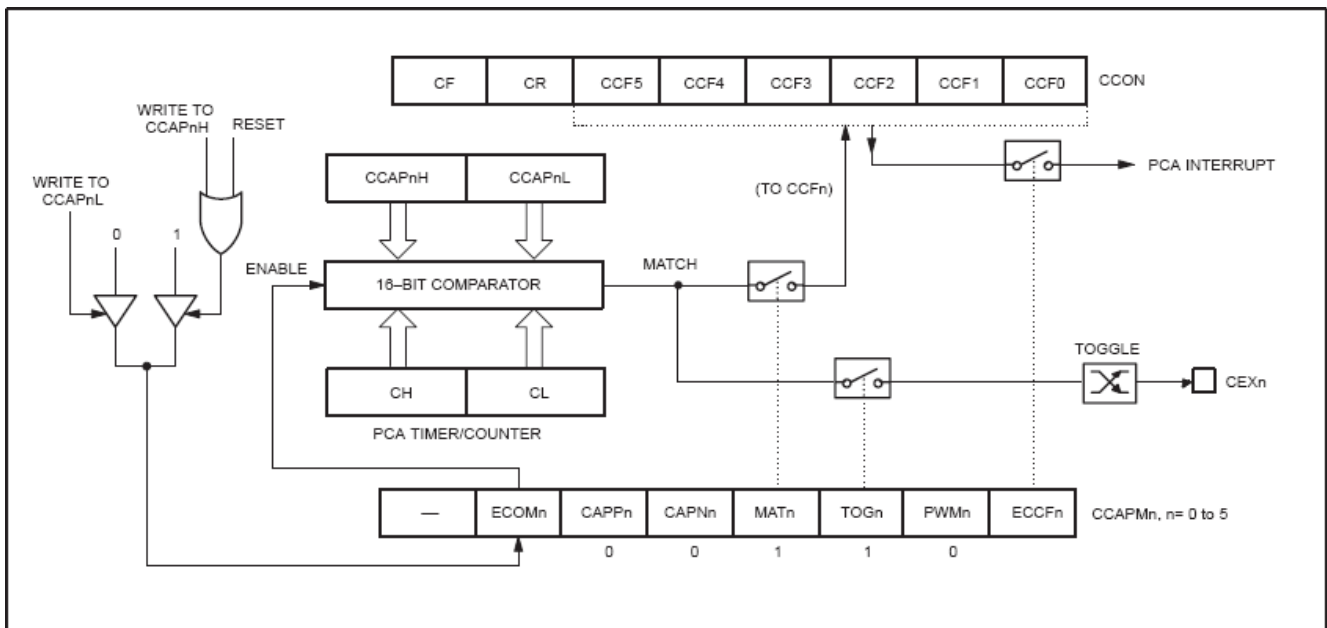 CF CR CCF5 CCF4 CCF3 CCF2 CCF1 CCF0 CCON
WRITE TO
CCAPnH RESET
WRITE TO
CCAPnL
0 1
CCAPnH CCAPnL
(TO CCFn)
PCA INTERRUPT
ENABLE
16–BIT COMPARATOR
MATCH
CH CL
PCA TIMER/COUNTER
TOGGLE
CEXn
— ECOMn CAPPn CAPNn MATn TOGn PWMn ECCFn CCAPMn, n= 0 to 5
0 0 1 1 0